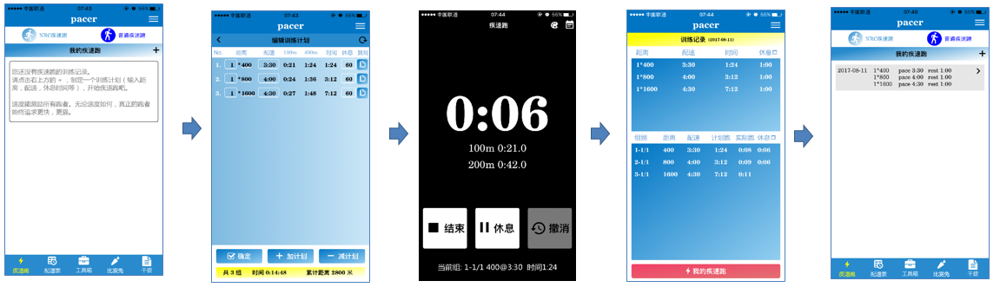 中国联通 07:43 55%
pacer
NRC疾速跑 普通疾速跑
我的疾速跑 +
您还没有疾速跑的训练记录。
请点击右上方的 + ，制定一个训练计划（输入距
离，配速，休息时间等），开始疾速跑吧。
速度能激励所有跑者。无论速度如何，真正的跑者
始终追求更快，更强。
疾速跑 配速表 工具箱 比装免 干货
中国联通 07:43 55%
pacer
编辑训练计划
No. 距离 配速 100m 400m 时间 休息 复制
1. 1 *400 3:30 0:21 1:24 1:24 60
2. 1 *800 4:00 0:24 1:36 3:12 60
3. 1 *1600 4:30 0:27 1:48 7:12 60
确定 + 加计划 − 减计划
共 3 组 时间 0:14:48 累计距离 2800 米
中国联通 07:44 55%
疾速跑
0:06
100m 0:21.0
200m 0:42.0
结束 休息 撤消
当前组: 1-1/1 400@3:30 时间1:24
中国联通 07:44 55%
pacer
训练记录 (2017-08-11)
距离 配速 时间 休息
1*400 3:30 1:24 1:00
1*800 4:00 3:12 1:00
1*1600 4:30 7:12 1:00
组别 距离 配速 计划跑 实际跑 休息
1-1/1 400 3:30 1:24 0:08 0:06
2-1/1 800 4:00 3:12 0:09 0:06
3-1/1 1600 4:30 7:12 0:11
我的疾速跑
中国联通 07:46 55%
pacer
NRC疾速跑 普通疾速跑
我的疾速跑 +
2017-08-11 1*400 pace 3:30 rest 1:00
1*800 pace 4:00 rest 1:00
1*1600 pace 4:30 rest 1:00
疾速跑 配速表 工具箱 比装免 干货